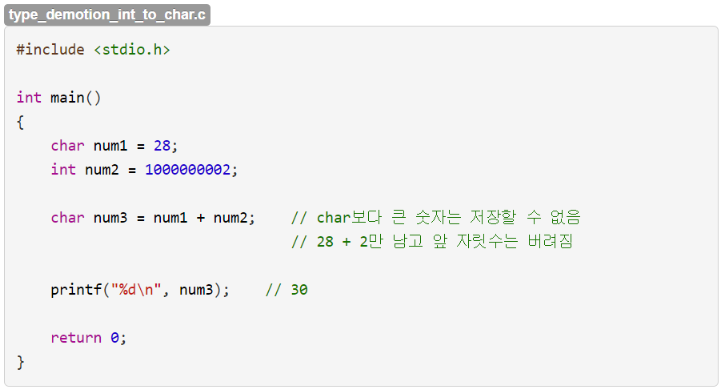 type_demotion_int_to_char.c
#include <stdio.h>
int main()
{
char num1 = 28;
int num2 = 1000000002;
char num3 = num1 + num2;    // char보다 큰 숫자는 저장할 수 없음
// 28 + 2만 남고 앞 자릿수는 버려짐
printf("%d\n", num3);    // 30
return 0;
}